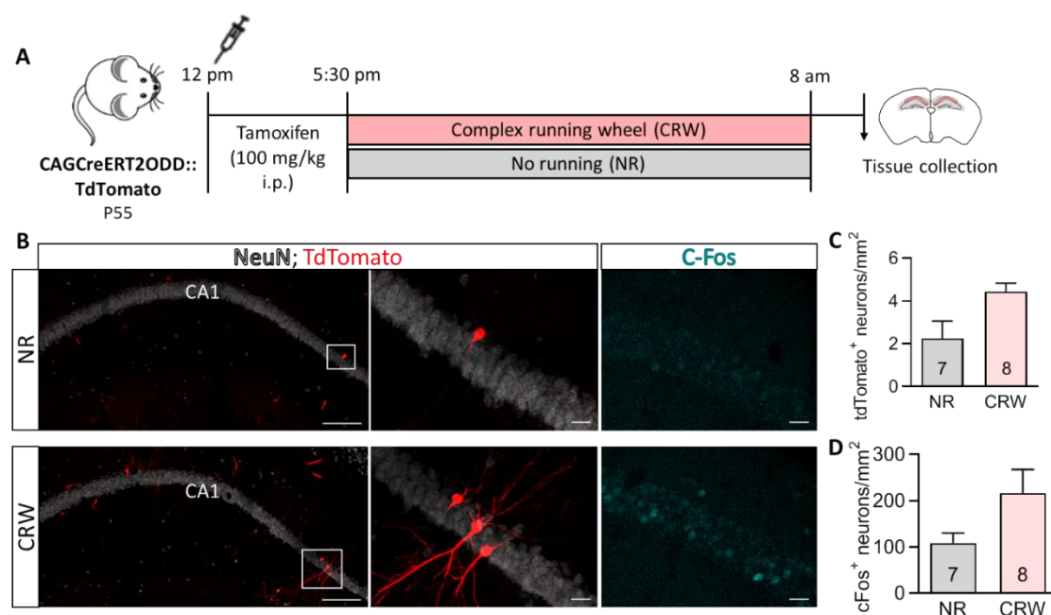 A
12 pm
5:30 pm
8 am
Tamoxifen
(100 mg/kg
i.p.)
Complex running wheel (CRW)
No running (NR)
CAGCreERT2ODD::
TdTomato
P55
Tissue collection
B
NeuN; TdTomato
C-Fos
NR
CA1
CRW
CA1
C
tdTomato⁺ neurons/mm²
6
4
2
0
7
8
NR
CRW
D
cFos⁺ neurons/mm²
300
200
100
0
7
8
NR
CRW